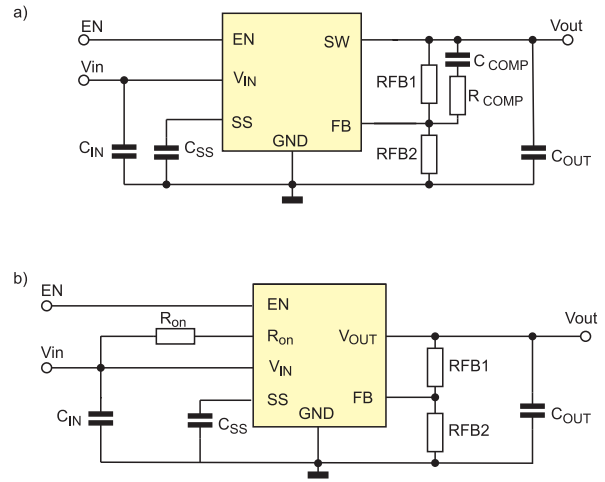 a)
EN
EN
SW
Vout
Vin
VIN
C COMP
RFB1
R COMP
SS
FB
CIN
CSS
GND
RFB2
COUT
b)
EN
EN
Ron
Ron
VOUT
Vout
Vin
VIN
RFB1
SS
FB
CIN
CSS
GND
RFB2
COUT